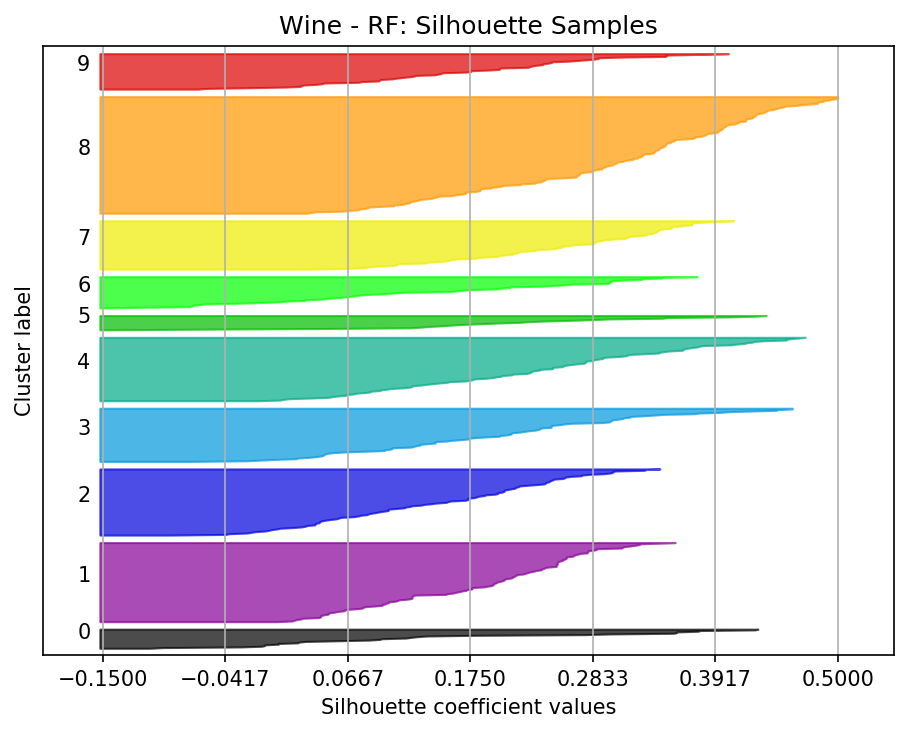 Wine - RF: Silhouette Samples
9
8
7
6
5
4
3
2
1
0
Cluster label
−0.1500 −0.0417 0.0667 0.1750 0.2833 0.3917 0.5000
Silhouette coefficient values